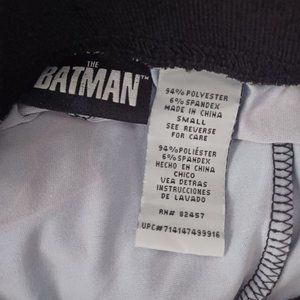 THE
BATMAN™
94% POLYESTER
6% SPANDEX
MADE IN CHINA
SMALL
SEE REVERSE
FOR CARE
94% POLIÉSTER
6% SPANDEX
HECHO EN CHINA
CHICO
VEA DETRAS
INSTRUCCIONES
DE LAVADO
RN# 82457
UPC#714147499916